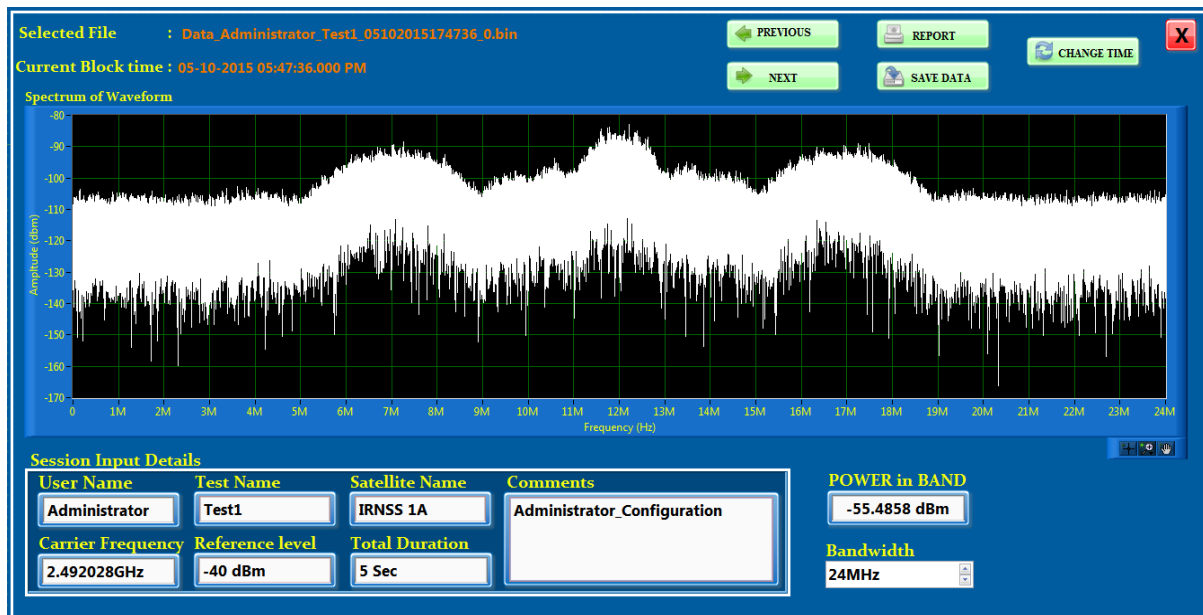 Selected File : Data_Administrator_Test1_05102015174736_0.bin
PREVIOUS
REPORT
CHANGE TIME
X
Current Block time : 05-10-2015 05:47:36.000 PM
NEXT
SAVE DATA
Spectrum of Waveform
-80
-90
-100
-110
-120
-130
-140
-150
-160
-170
Amplitude (dbm)
0 1M 2M 3M 4M 5M 6M 7M 8M 9M 10M 11M 12M 13M 14M 15M 16M 17M 18M 19M 20M 21M 22M 23M 24M
Frequency (Hz)
Session Input Details
User Name Test Name Satellite Name Comments
Administrator Test1 IRNSS 1A Administrator_Configuration
Carrier Frequency Reference level Total Duration
2.492028GHz -40 dBm 5 Sec
POWER in BAND
-55.4858 dBm
Bandwidth
24MHz